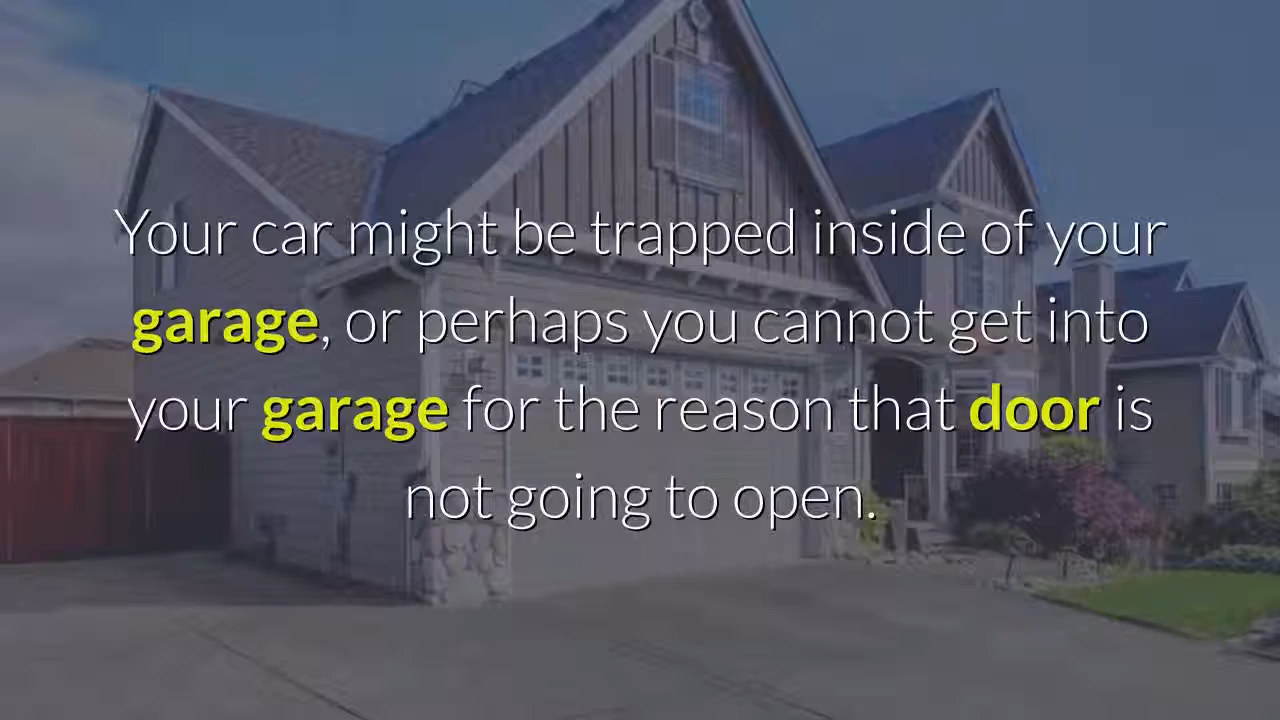 Your car might be trapped inside of your
garage, or perhaps you cannot get into
your garage for the reason that door is
not going to open.